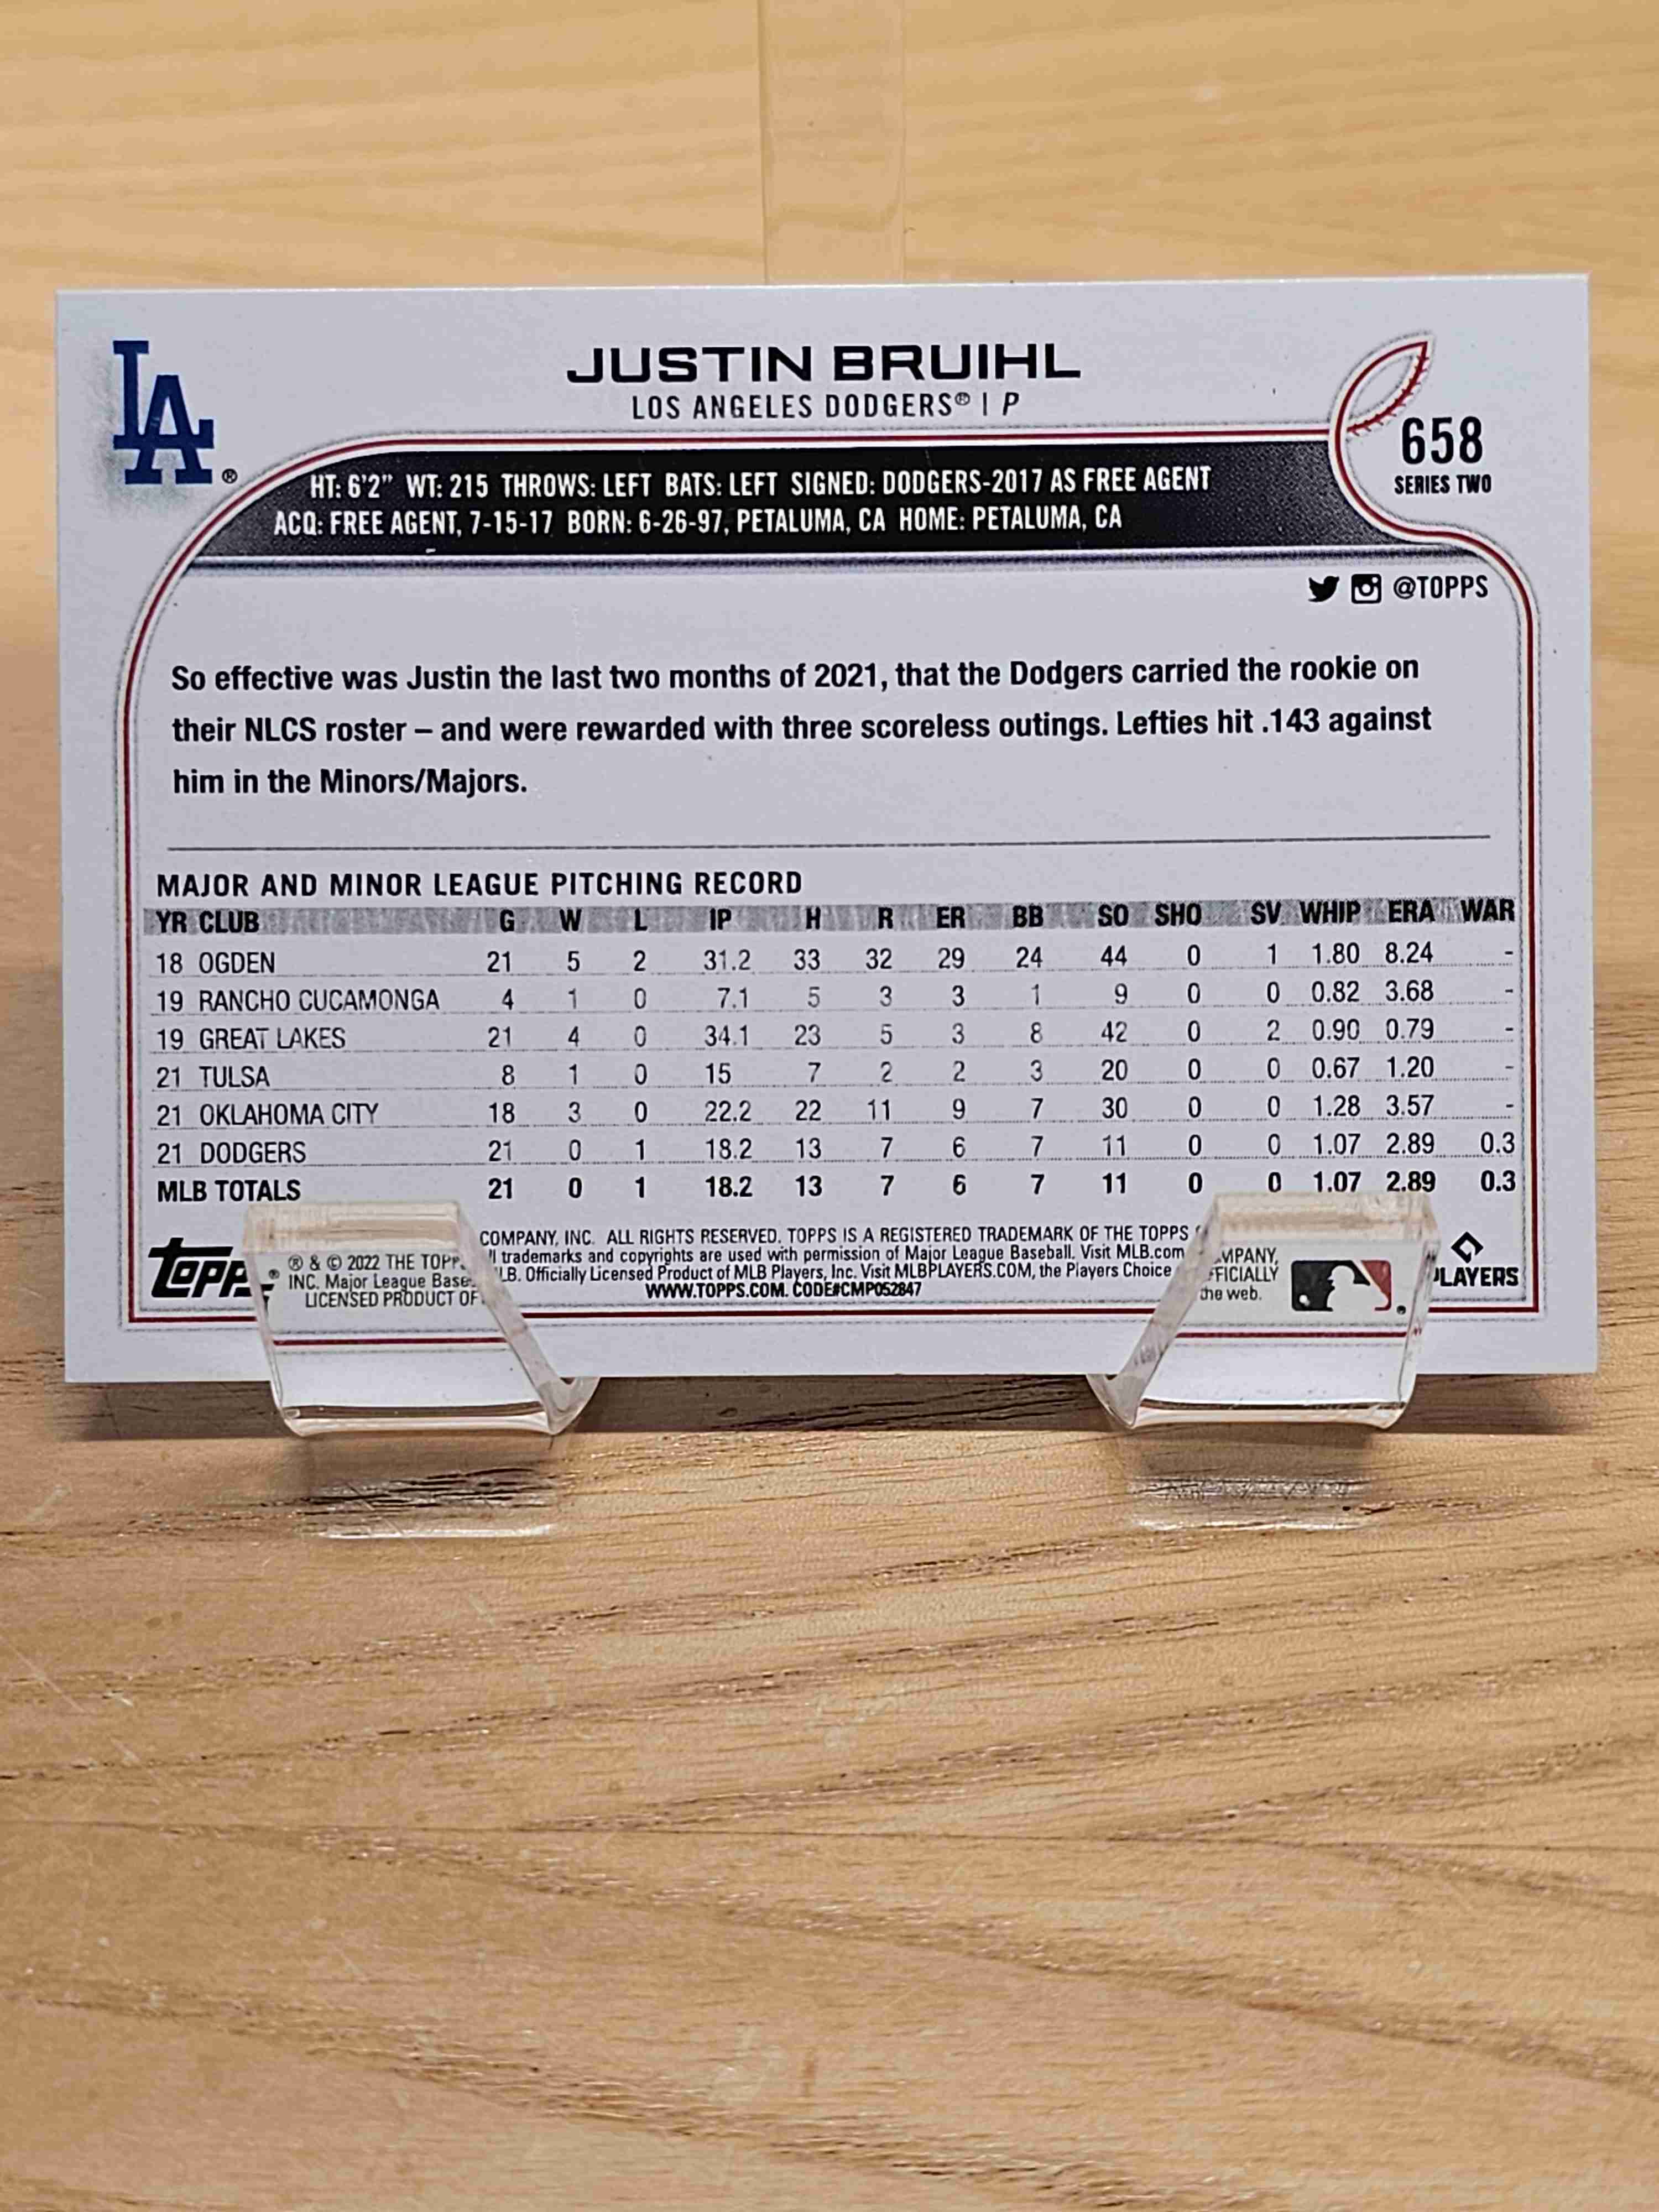 LA ®
JUSTIN BRUIHL
LOS ANGELES DODGERS® | P
658
SERIES TWO
HT: 6'2" WT: 215 THROWS: LEFT BATS: LEFT SIGNED: DODGERS-2017 AS FREE AGENT
ACQ: FREE AGENT, 7-15-17 BORN: 6-26-97, PETALUMA, CA HOME: PETALUMA, CA
@TOPPS
So effective was Justin the last two months of 2021, that the Dodgers carried the rookie on
their NLCS roster – and were rewarded with three scoreless outings. Lefties hit .143 against
him in the Minors/Majors.
MAJOR AND MINOR LEAGUE PITCHING RECORD
YR CLUB G W L IP H R ER BB SO SHO SV WHIP ERA WAR
18 OGDEN 21 5 2 31.2 33 32 29 24 44 0 1 1.80 8.24 -
19 RANCHO CUCAMONGA 4 1 0 7.1 5 3 3 1 9 0 0 0.82 3.68 -
19 GREAT LAKES 21 4 0 34.1 23 5 3 8 42 0 2 0.90 0.79 -
21 TULSA 8 1 0 15 7 2 2 3 20 0 0 0.67 1.20 -
21 OKLAHOMA CITY 18 3 0 22.2 22 11 9 7 30 0 0 1.28 3.57 -
21 DODGERS 21 0 1 18.2 13 7 6 7 11 0 0 1.07 2.89 0.3
MLB TOTALS 21 0 1 18.2 13 7 6 7 11 0 0 1.07 2.89 0.3
® & © 2022 THE TOPPS COMPANY, INC. ALL RIGHTS RESERVED. TOPPS IS A REGISTERED TRADEMARK OF THE TOPPS COMPANY,
INC. Major League trademarks and copyrights are used with permission of Major League Baseball. Visit MLB.com
OFFICIALLY LICENSED PRODUCT OF Officially Licensed Product of MLB Players, Inc. Visit MLBPLAYERS.COM, the Players Choice the web.
WWW.TOPPS.COM. CODE#CMP052847
Topps ®
PLAYERS